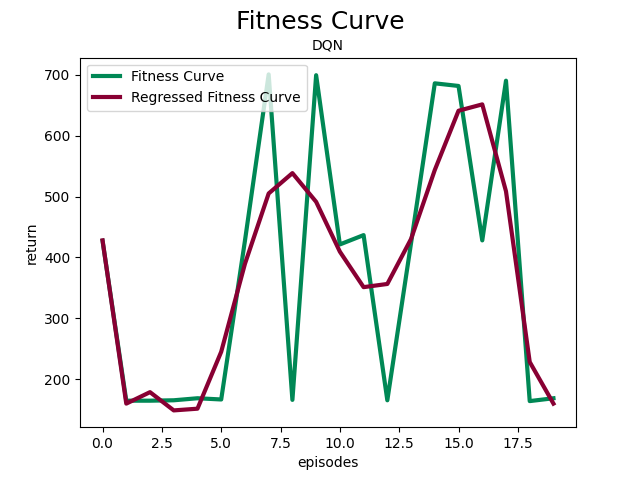 Fitness Curve
DQN
Fitness Curve
Regressed Fitness Curve
700
600
500
400
300
200
return
0.0 2.5 5.0 7.5 10.0 12.5 15.0 17.5
episodes